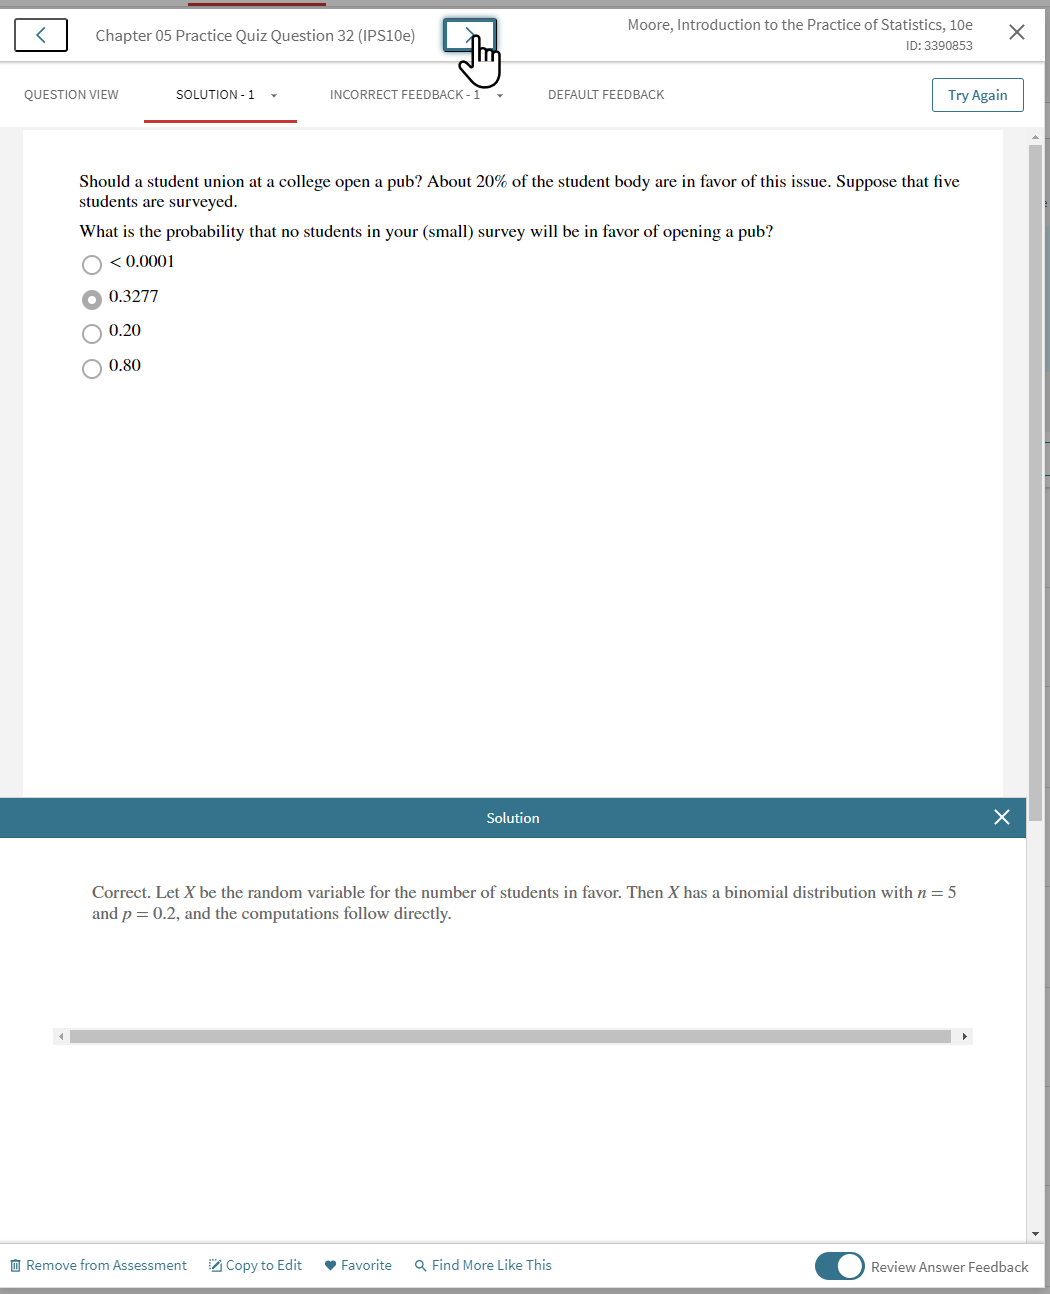 Chapter 05 Practice Quiz Question 32 (IPS10e)
Moore, Introduction to the Practice of Statistics, 10e
ID: 3390853
QUESTION VIEW
SOLUTION - 1
INCORRECT FEEDBACK - 1
DEFAULT FEEDBACK
Try Again
Should a student union at a college open a pub? About 20% of the student body are in favor of this issue. Suppose that five
students are surveyed.
What is the probability that no students in your (small) survey will be in favor of opening a pub?
< 0.0001
0.3277
0.20
0.80
Solution
Correct. Let X be the random variable for the number of students in favor. Then X has a binomial distribution with n = 5
and p = 0.2, and the computations follow directly.
Remove from Assessment
Copy to Edit
Favorite
Find More Like This
Review Answer Feedback